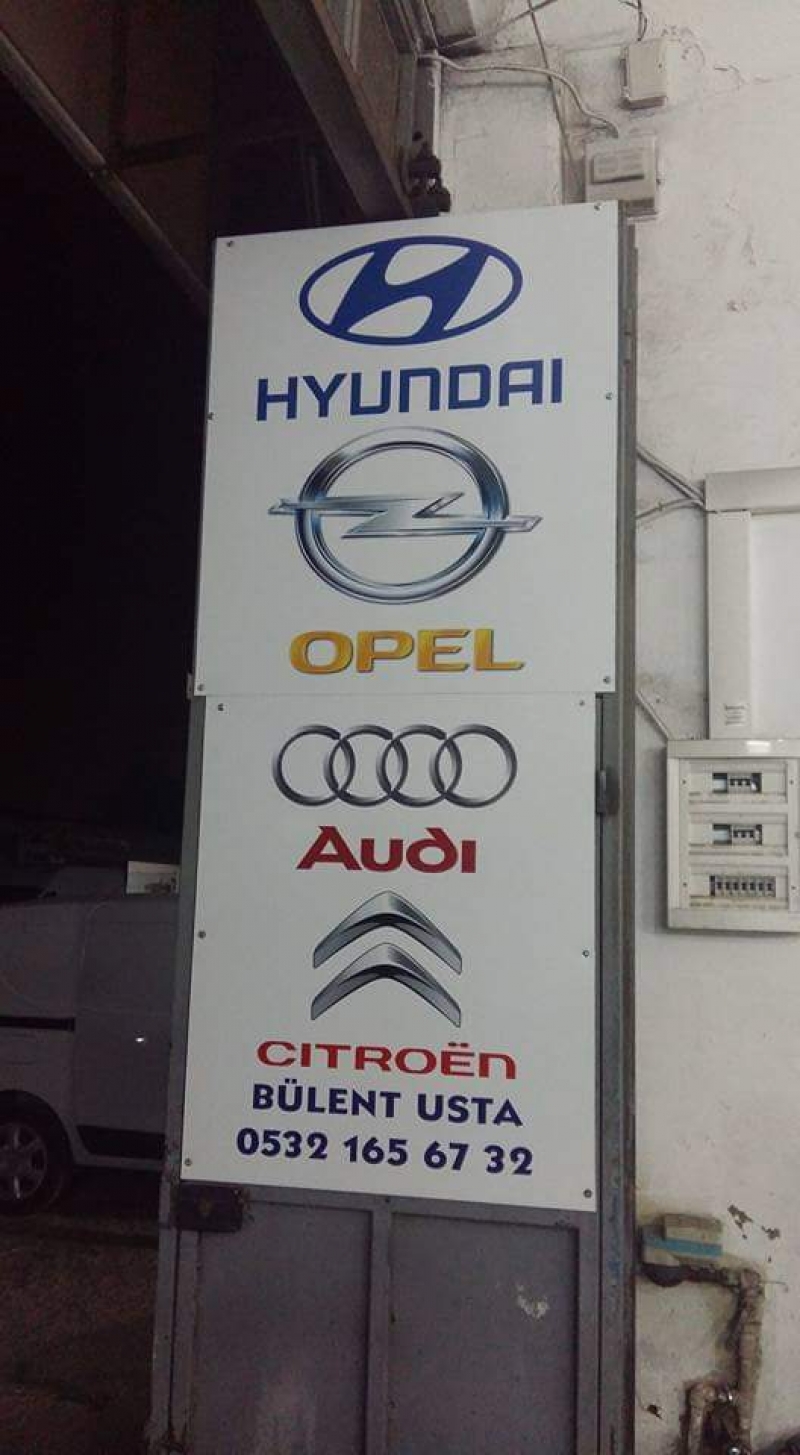 HYUNDAI
OPEL
Audi
CITROËN
BÜLENT USTA
0532 165 67 32